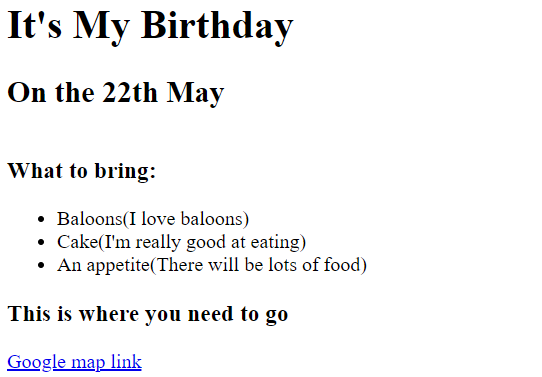 It's My Birthday
On the 22th May
What to bring:
Baloons(I love baloons)
Cake(I'm really good at eating)
An appetite(There will be lots of food)
This is where you need to go
Google map link